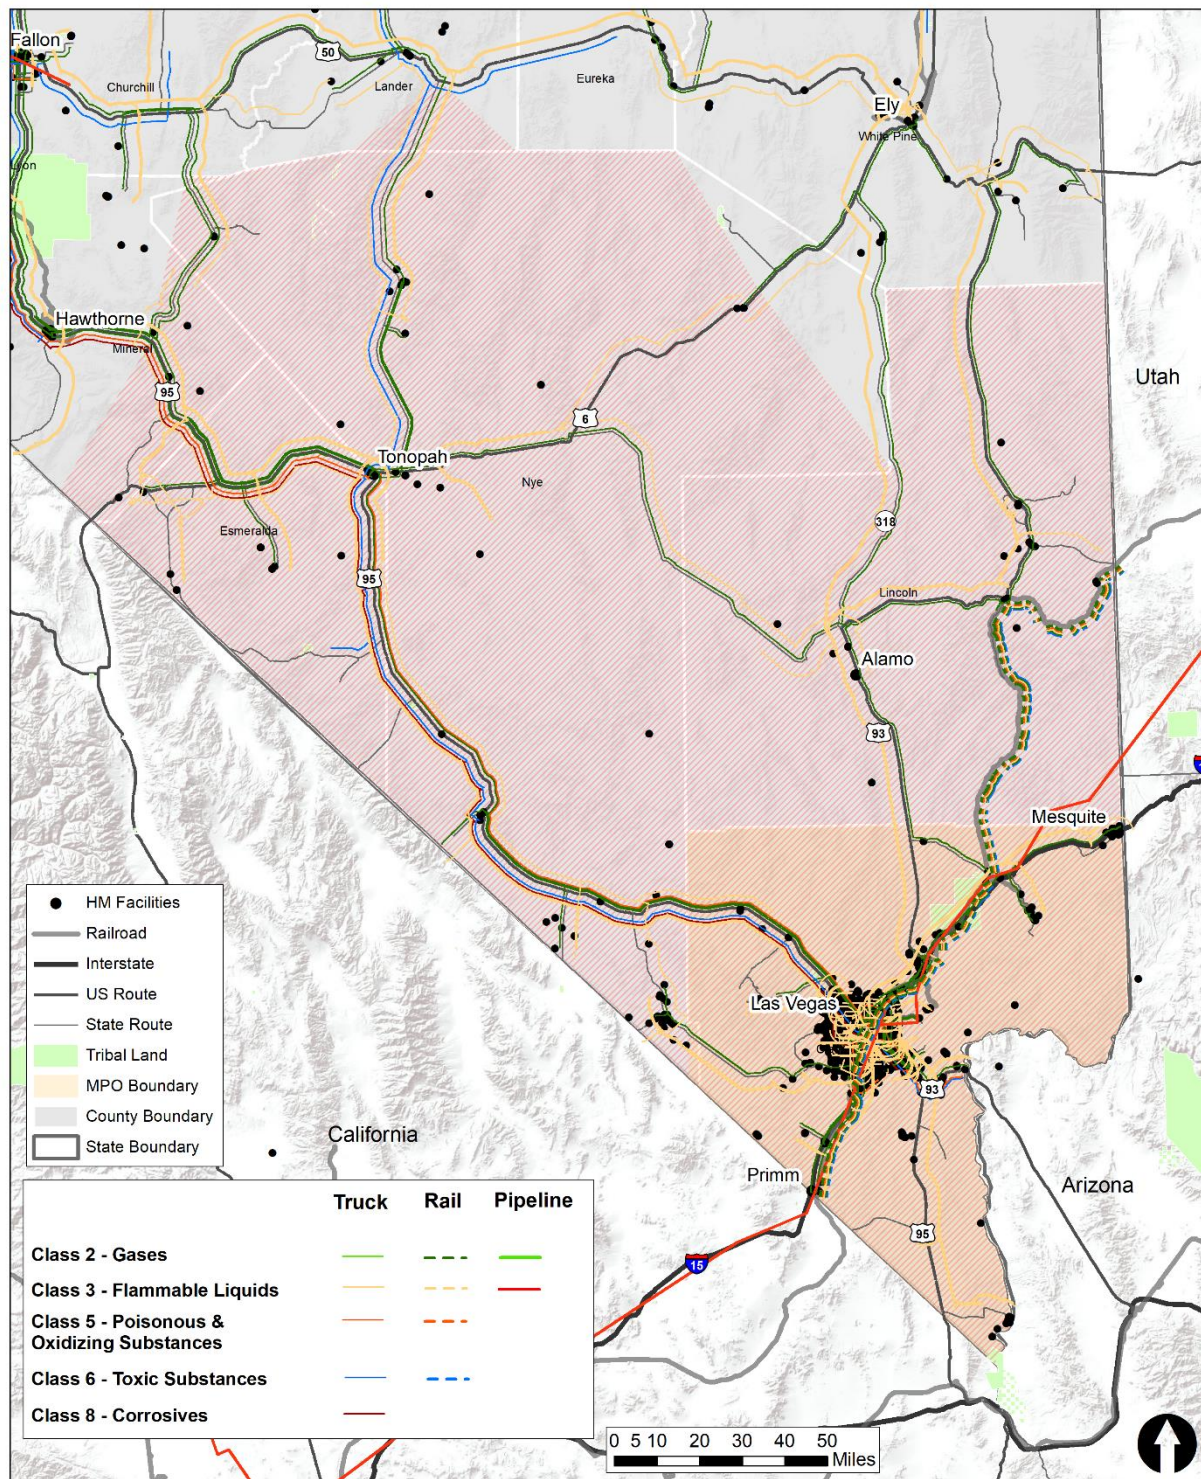 Fallon
50
Churchill
Lander
Eureka
Ely
White Pine
Lyon
Hawthorne
Mineral
95
Utah
6
Tonopah
Nye
318
Esmeralda
95
Lincoln
Alamo
93
Mesquite
Las Vegas
93
California
Primm
Arizona
95
15
HM Facilities
Railroad
Interstate
US Route
State Route
Tribal Land
MPO Boundary
County Boundary
State Boundary
Truck Rail Pipeline
Class 2 - Gases
Class 3 - Flammable Liquids
Class 5 - Poisonous &
Oxidizing Substances
Class 6 - Toxic Substances
Class 8 - Corrosives
0 5 10 20 30 40 50
Miles